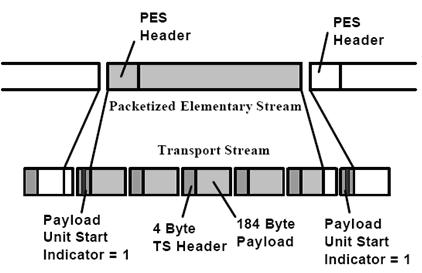 PES
Header
PES
Header
Packetized Elementary Stream
Transport Stream
Payload
Unit Start
Indicator = 1
4 Byte
TS Header
184 Byte
Payload
Payload
Unit Start
Indicator = 1